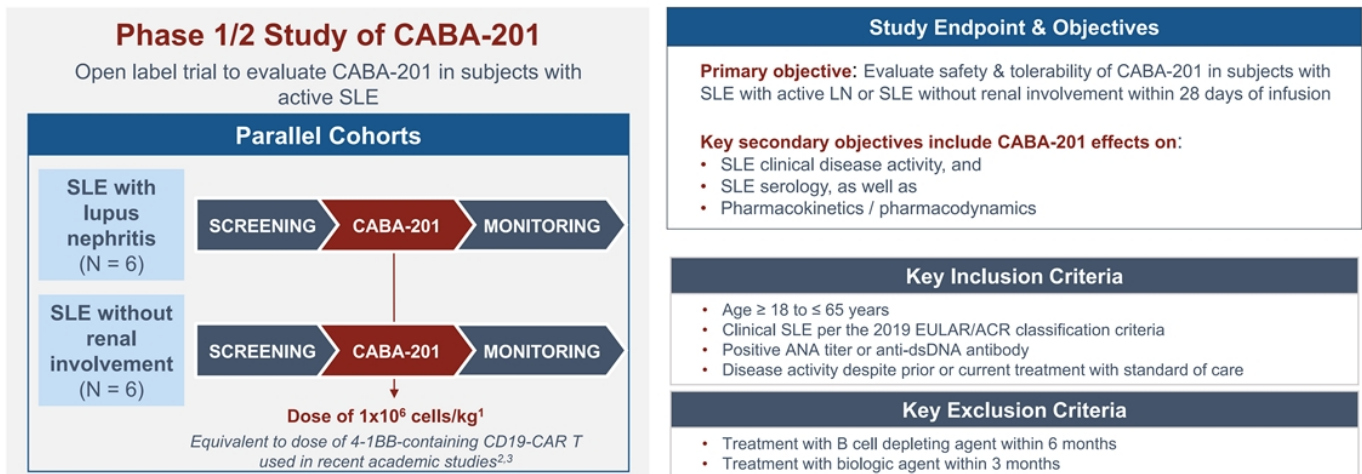 Phase 1/2 Study of CABA-201
Open label trial to evaluate CABA-201 in subjects with
active SLE
Parallel Cohorts
SLE with
lupus
nephritis
(N = 6)
SCREENING
CABA-201
MONITORING
SLE without
renal
involvement
(N = 6)
SCREENING
CABA-201
MONITORING
Dose of 1x10⁶ cells/kg¹
Equivalent to dose of 4-1BB-containing CD19-CAR T
used in recent academic studies²,³
Study Endpoint & Objectives
Primary objective: Evaluate safety & tolerability of CABA-201 in subjects with
SLE with active LN or SLE without renal involvement within 28 days of infusion
Key secondary objectives include CABA-201 effects on:
• SLE clinical disease activity, and
• SLE serology, as well as
• Pharmacokinetics / pharmacodynamics
Key Inclusion Criteria
• Age ≥ 18 to ≤ 65 years
• Clinical SLE per the 2019 EULAR/ACR classification criteria
• Positive ANA titer or anti-dsDNA antibody
• Disease activity despite prior or current treatment with standard of care
Key Exclusion Criteria
• Treatment with B cell depleting agent within 6 months
• Treatment with biologic agent within 3 months